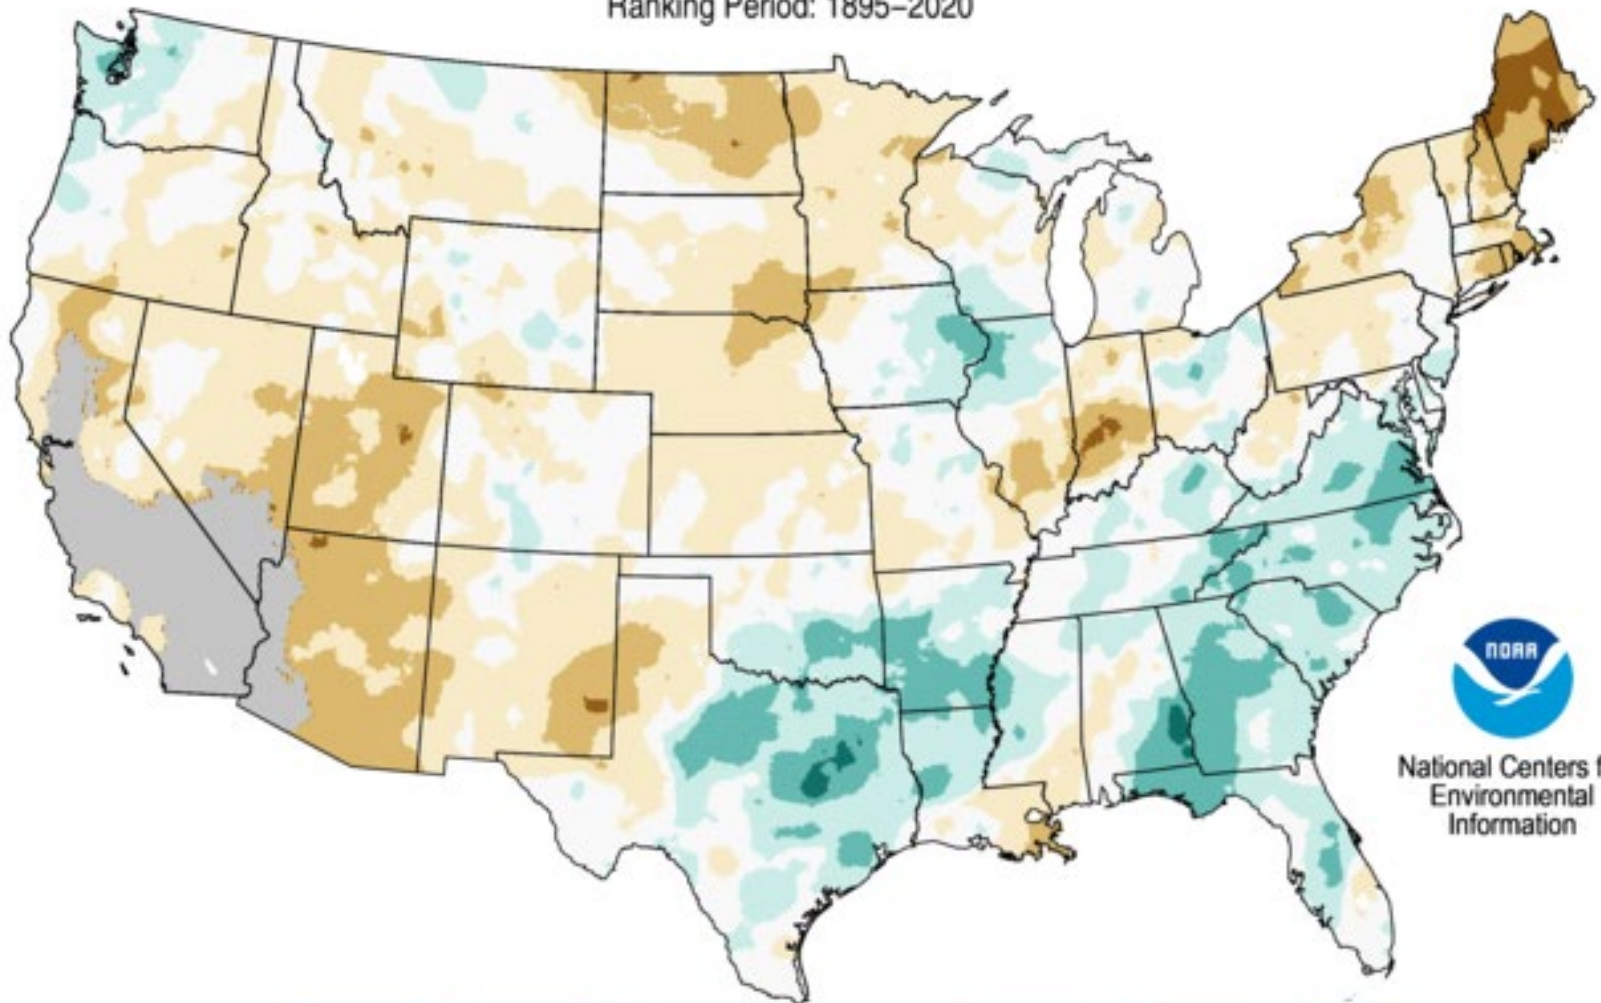 Ranking Period: 1895–2020
NOAA
National Centers f
Environmental
Information